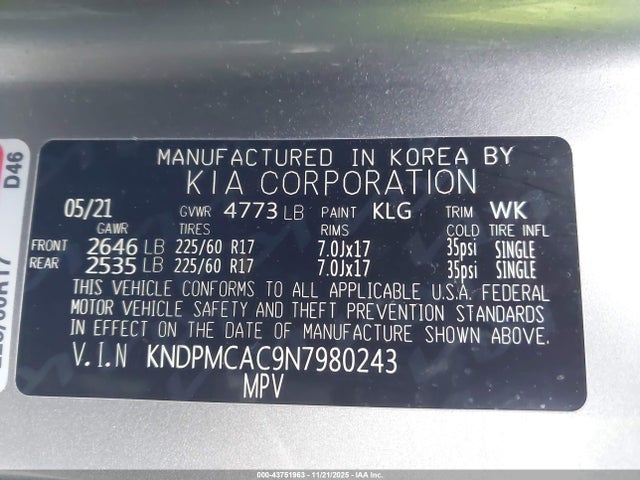 MANUFACTURED IN KOREA BY
KIA CORPORATION
05/21 GVWR 4773 LB PAINT KLG TRIM WK
GAWR TIRES RIMS COLD TIRE INFL
FRONT 2646 LB 225/60 R17 7.0Jx17 35psi SINGLE
REAR 2535 LB 225/60 R17 7.0Jx17 35psi SINGLE
THIS VEHICLE CONFORMS TO ALL APPLICABLE U.S.A. FEDERAL
MOTOR VEHICLE SAFETY AND THEFT PREVENTION STANDARDS
IN EFFECT ON THE DATE OF MANUFACTURE SHOWN ABOVE.
V.I.N KNDPMCAC9N7980243
MPV
D46
000-43751963 - 11/21/2025 - IAA Inc.